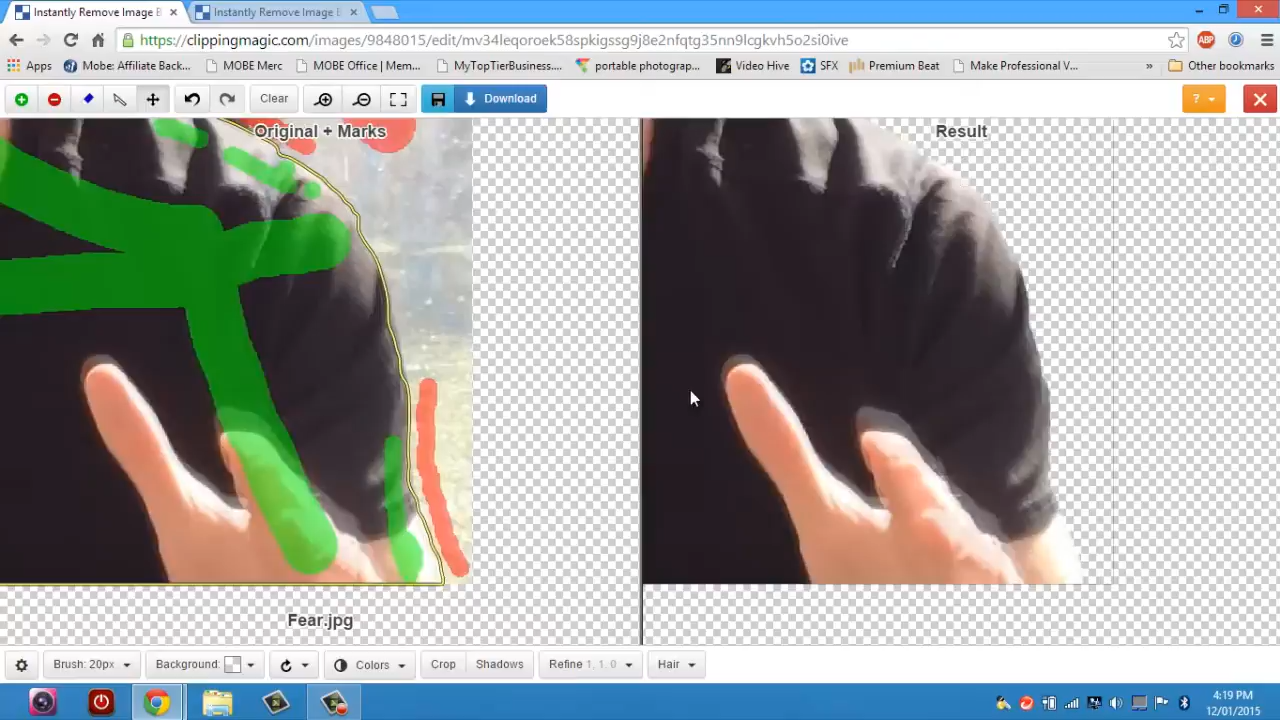 Instantly Remove Image B
Instantly Remove Image B
https://clippingmagic.com/images/9848015/edit/mv34leqoroek58spkigssg9j8e2nfqtg35nn9lcgkvh5o2si0ive
ABP
Apps
Mobe: Affiliate Back...
MOBE Merc
MOBE Office | Mem...
MyTopTierBusiness....
portable photograp...
Video Hive
SFX
Premium Beat
Make Professional V...
»
Other bookmarks
Clear
Download
?
Original + Marks
Result
Fear.jpg
Brush: 20px
Background:
Colors
Crop
Shadows
Refine 1, 1, 0
Hair
4:19 PM
12/01/2015